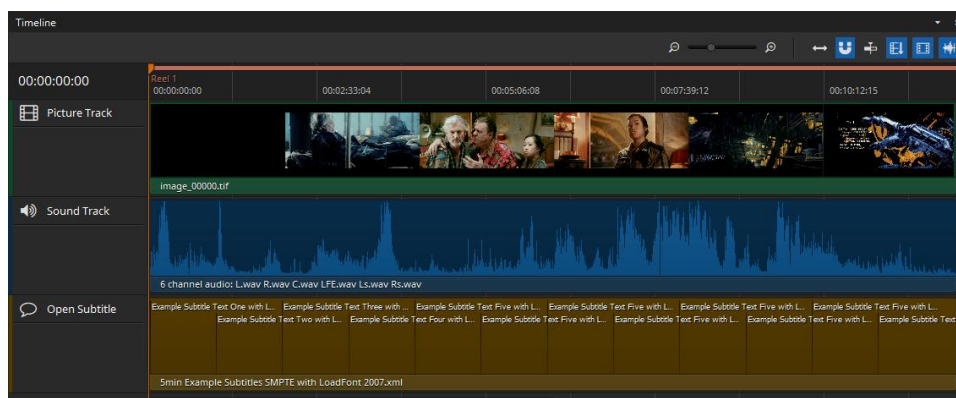 Timeline
00:00:00:00
Reel 1
00:00:00:00 00:02:33:04 00:05:06:08 00:07:39:12 00:10:12:15
Picture Track
image_00000.tif
Sound Track
6 channel audio: L.wav R.wav C.wav LFE.wav Ls.wav Rs.wav
Open Subtitle
Example Subtitle Text One with L... Example Subtitle Text Three with ... Example Subtitle Text Five with L... Example Subtitle Text Five with L... Example Subtitle Text Five with L... Example Subtitle Text Five with L...
Example Subtitle Text Two with L... Example Subtitle Text Four with L... Example Subtitle Text Five with L... Example Subtitle Text Five with L... Example Subtitle Text Five with L... Example Subtitle Text
5min Example Subtitles SMPTE with LoadFont 2007.xml